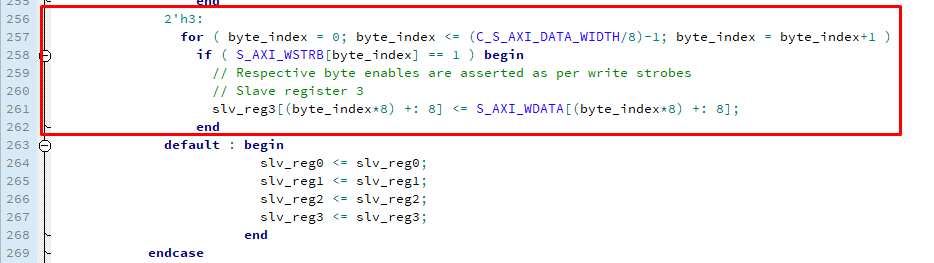 255 end
256 2'h3:
257 for ( byte_index = 0; byte_index <= (C_S_AXI_DATA_WIDTH/8)-1; byte_index = byte_index+1 )
258 if ( S_AXI_WSTRB[byte_index] == 1 ) begin
259 // Respective byte enables are asserted as per write strobes
260 // Slave register 3
261 slv_reg3[(byte_index*8) +: 8] <= S_AXI_WDATA[(byte_index*8) +: 8];
262 end
263 default : begin
264 slv_reg0 <= slv_reg0;
265 slv_reg1 <= slv_reg1;
266 slv_reg2 <= slv_reg2;
267 slv_reg3 <= slv_reg3;
268 end
269 endcase